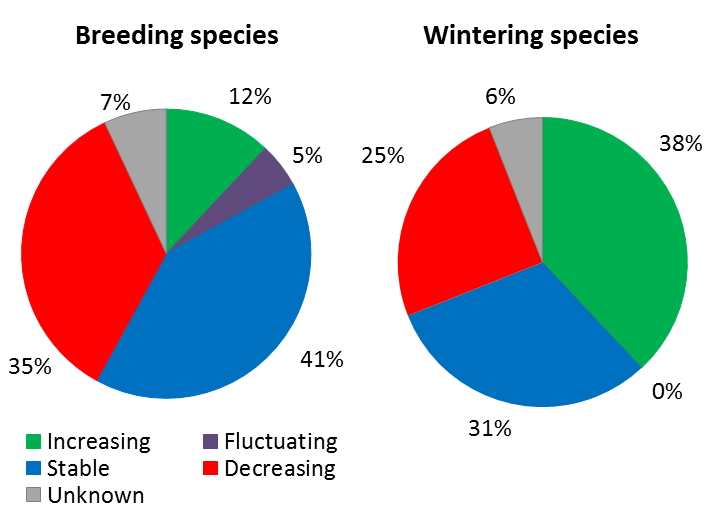 Breeding species
Wintering species
7%
12%
5%
41%
35%
6%
38%
25%
0%
31%
Increasing
Fluctuating
Stable
Decreasing
Unknown